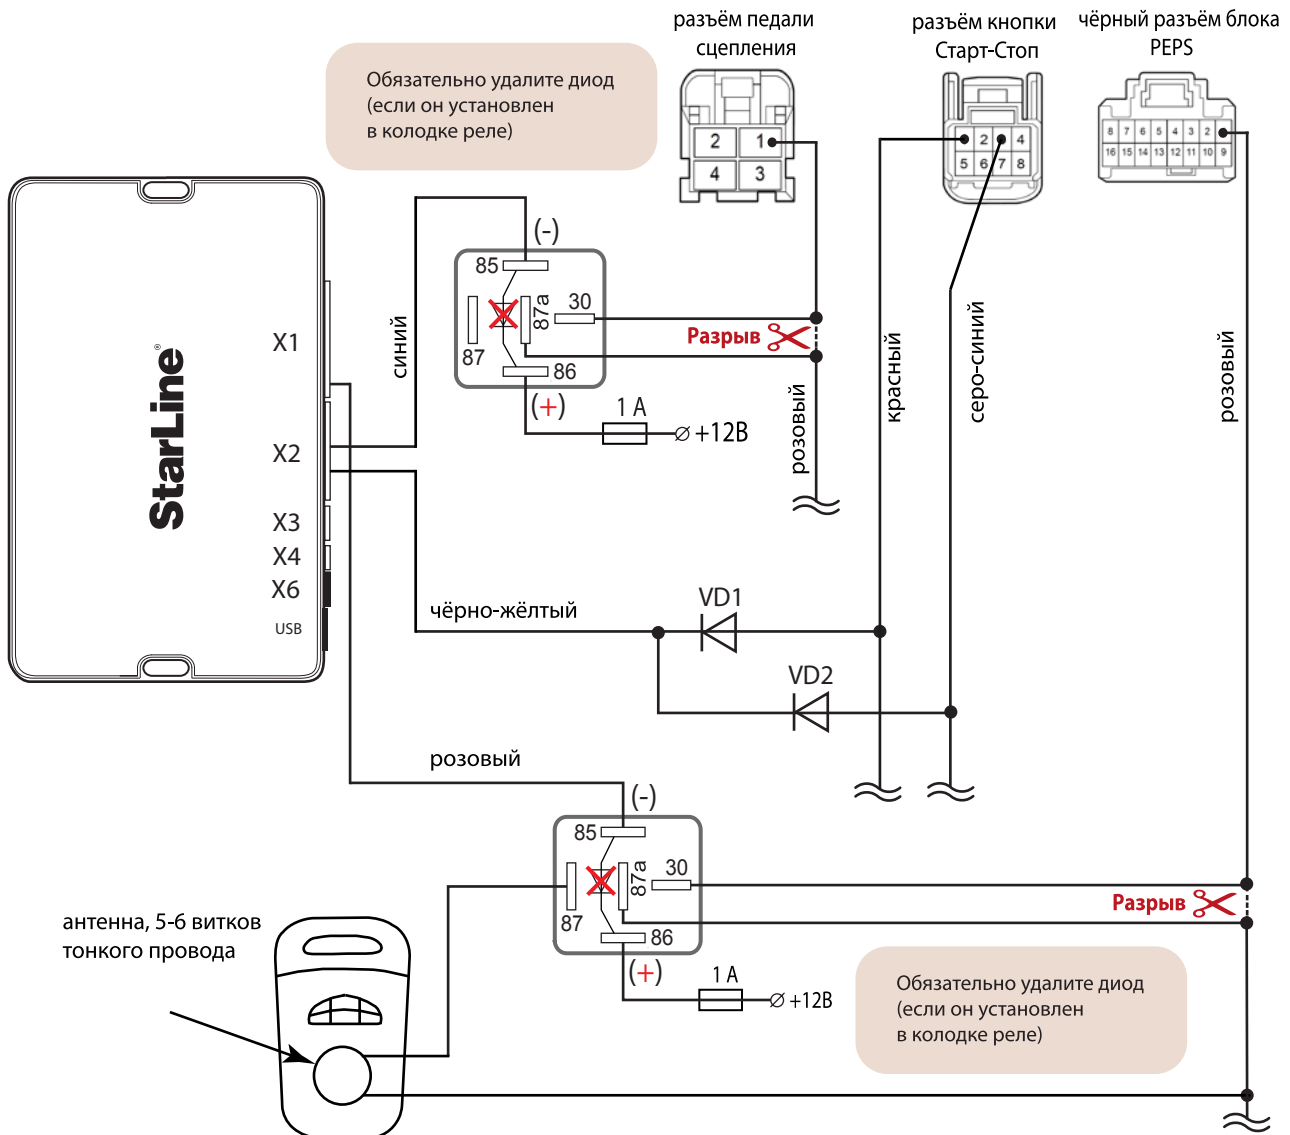 разъём педали
сцепления
разъём кнопки
Старт-Стоп
чёрный разъём блока
PEPS
Обязательно удалите диод
(если он установлен
в колодке реле)
2 1
4 3
2 4
5 6 7 8
8 7 6 5 4 3 2
16 15 14 13 12 11 10 9
(-)
85
87a
30
87
86
(+)
Разрыв
1 А
+12В
синий
розовый
красный
серо-синий
розовый
StarLine®
X1
X2
X3
X4
X6
USB
чёрно-жёлтый
VD1
VD2
розовый
(-)
85
87a
30
87
86
(+)
Разрыв
1 А
+12В
антенна, 5-6 витков
тонкого провода
Обязательно удалите диод
(если он установлен
в колодке реле)